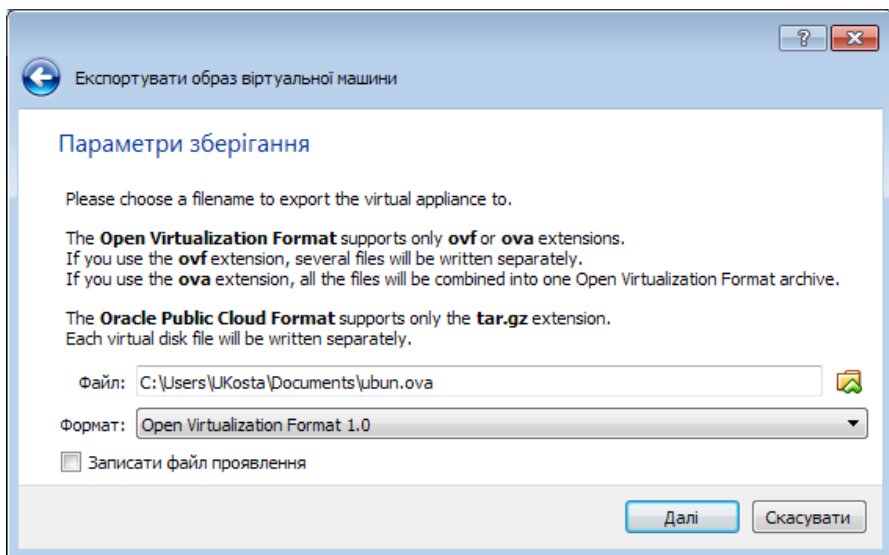 Експортувати образ віртуальної машини
Параметри зберігання
Please choose a filename to export the virtual appliance to.
The Open Virtualization Format supports only ovf or ova extensions.
If you use the ovf extension, several files will be written separately.
If you use the ova extension, all the files will be combined into one Open Virtualization Format archive.
The Oracle Public Cloud Format supports only the tar.gz extension.
Each virtual disk file will be written separately.
Файл: C:\Users\UKosta\Documents\ubun.ova
Формат: Open Virtualization Format 1.0
Записати файл проявлення
Далі Скасувати